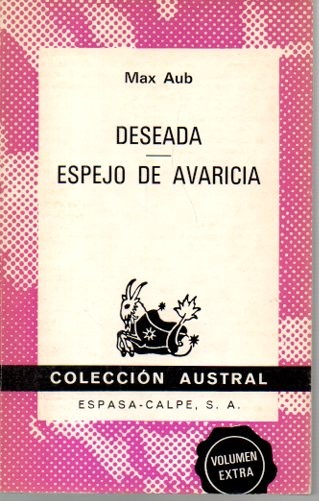 Max Aub
DESEADA
ESPEJO DE AVARICIA
COLECCIÓN AUSTRAL
ESPASA-CALPE, S. A.
VOLUMEN
EXTRA